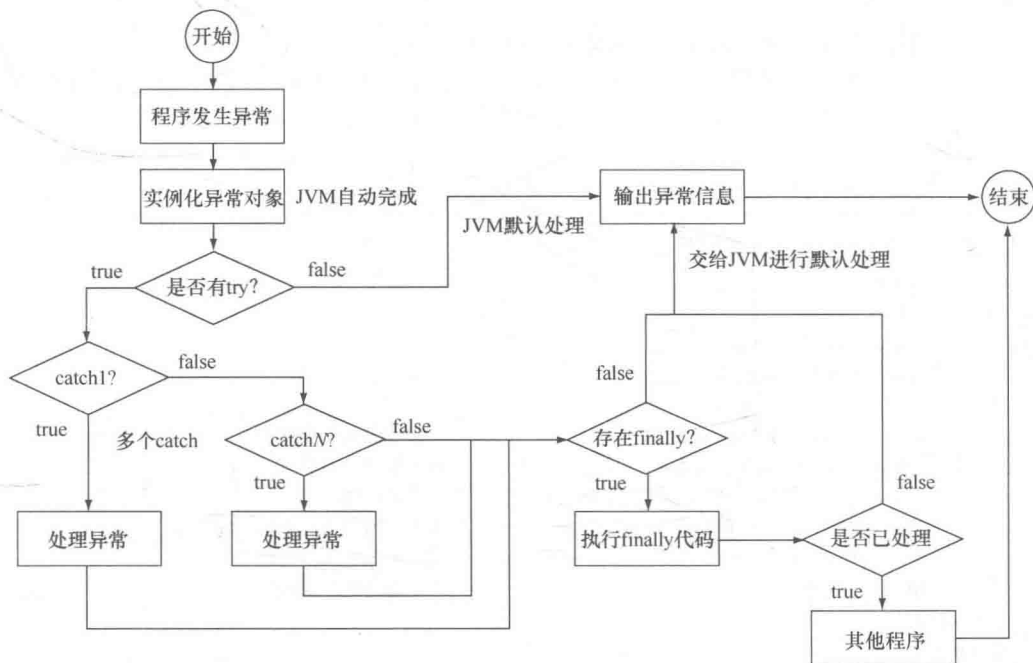 开始
程序发生异常
实例化异常对象
JVM自动完成
输出异常信息
结束
JVM默认处理
交给JVM进行默认处理
true
是否有try?
false
catch1?
false
true
多个catch
catchN?
false
true
处理异常
处理异常
false
存在finally?
true
执行finally代码
false
是否已处理
true
其他程序